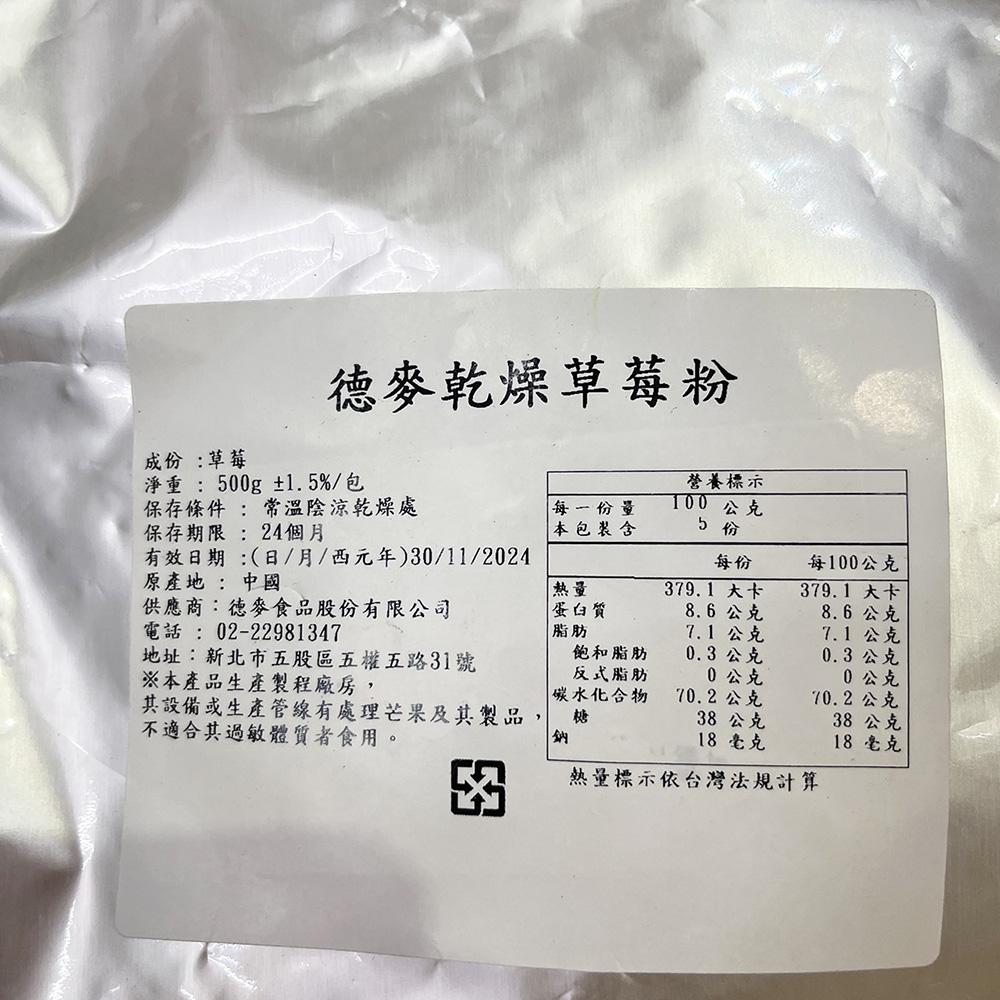 德麥乾燥草莓粉
成份 :草莓
淨重 : 500g ±1.5%/包
保存條件 : 常溫陰涼乾燥處
保存期限 : 24個月
有效日期 :(日/月/西元年)30/11/2024
原產地 : 中國
供應商:德麥食品股份有限公司
電話 : 02-22981347
地址:新北市五股區五權五路31號
※本產品生產製程廠房,
其設備或生產管線有處理芒果及其製品,
不適合其過敏體質者食用。
營養標示
每一份量 100 公克
本包裝含 5 份
每份 每100公克
熱量 379.1 大卡 379.1 大卡
蛋白質 8.6 公克 8.6 公克
脂肪 7.1 公克 7.1 公克
飽和脂肪 0.3 公克 0.3 公克
反式脂肪 0 公克 0 公克
碳水化合物 70.2 公克 70.2 公克
糖 38 公克 38 公克
鈉 18 毫克 18 毫克
熱量標示依台灣法規計算